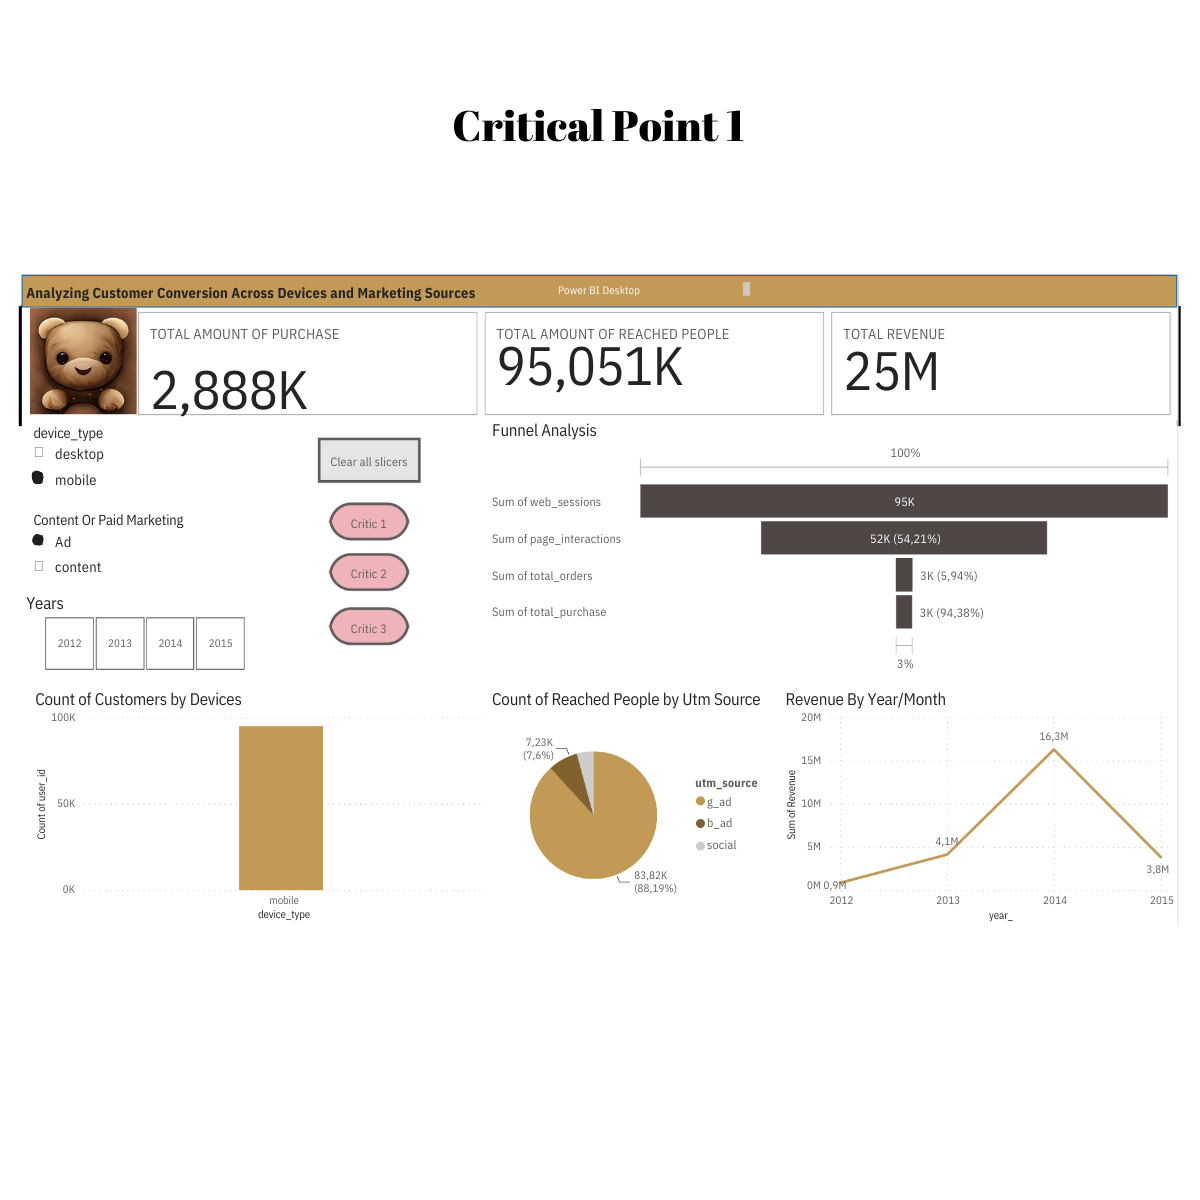 Critical Point 1
Analyzing Customer Conversion Across Devices and Marketing Sources
Power BI Desktop
TOTAL AMOUNT OF PURCHASE
2,888K
TOTAL AMOUNT OF REACHED PEOPLE
95,051K
TOTAL REVENUE
25M
device_type
desktop
mobile
Content Or Paid Marketing
Ad
content
Years
2012
2013
2014
2015
Clear all slicers
Critic 1
Critic 2
Critic 3
Funnel Analysis
100%
Sum of web_sessions
95K
Sum of page_interactions
52K (54,21%)
Sum of total_orders
3K (5,94%)
Sum of total_purchase
3K (94,38%)
3%
Count of Customers by Devices
100K
50K
0K
Count of user_id
mobile
device_type
Count of Reached People by Utm Source
7,23K
(7,6%)
83,82K
(88,19%)
utm_source
g_ad
b_ad
social
Revenue By Year/Month
20M
15M
10M
5M
0M
Sum of Revenue
0,9M
4,1M
16,3M
3,8M
2012
2013
2014
2015
year_